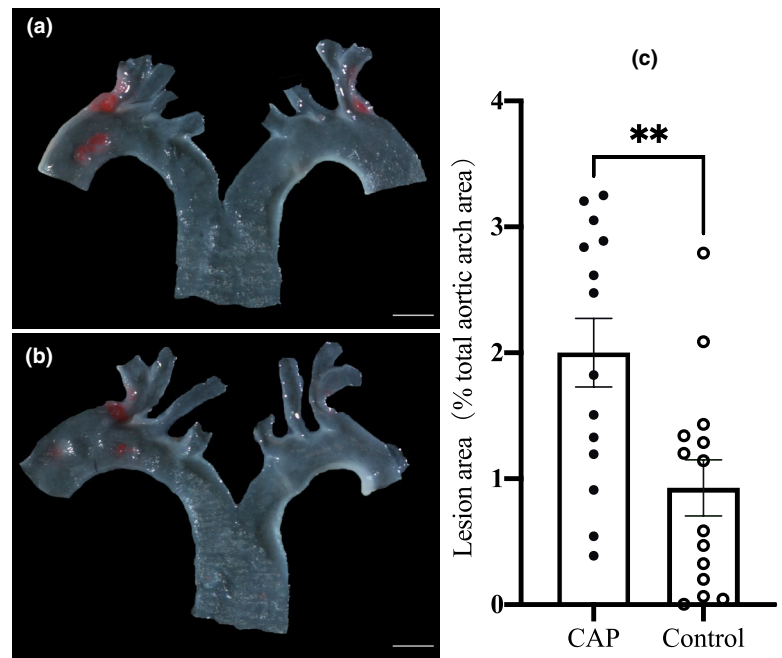 (a)
(b)
(c)
**
Lesion area (% total aortic arch area)
4
3
2
1
0
CAP
Control